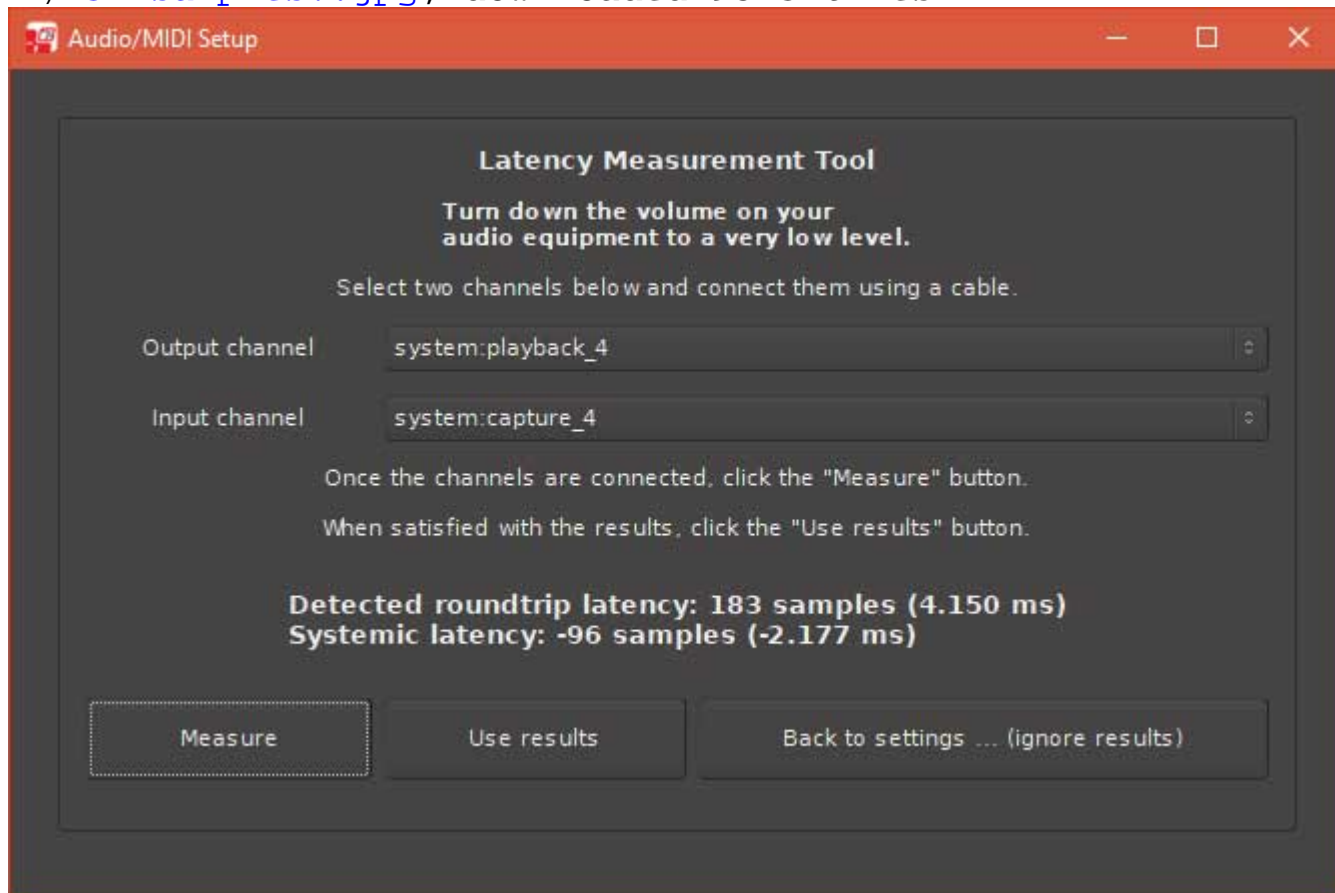 Audio/MIDI Setup
Latency Measurement Tool
Turn down the volume on your
audio equipment to a very low level.
Select two channels below and connect them using a cable.
Output channel system:playback_4
Input channel system:capture_4
Once the channels are connected, click the "Measure" button.
When satisfied with the results, click the "Use results" button.
Detected roundtrip latency: 183 samples (4.150 ms)
Systemic latency: -96 samples (-2.177 ms)
Measure Use results Back to settings ... (ignore results)